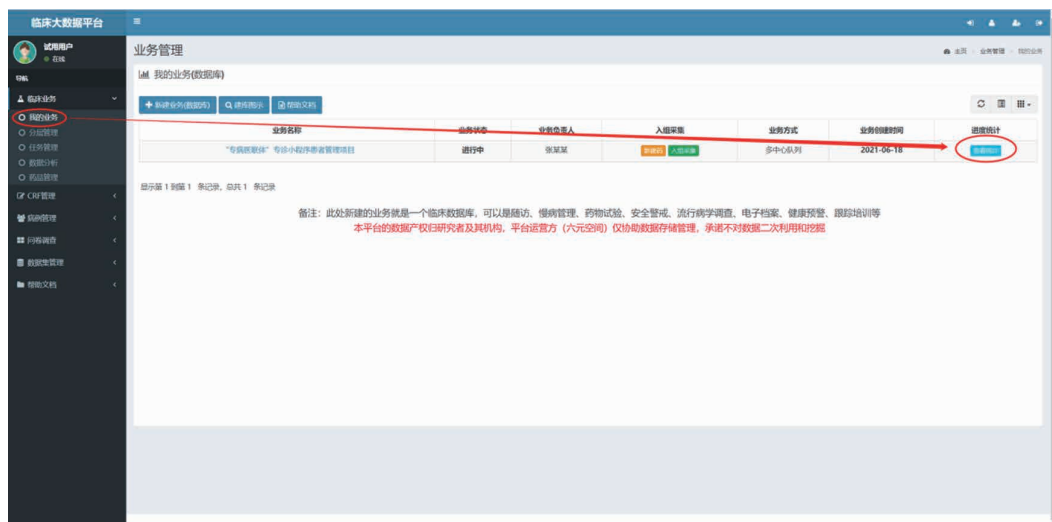 临床大数据平台
试用用户
在线
导航
临床业务
我的业务
分组管理
任务管理
数据分析
药品管理
CRF管理
病例管理
问卷调查
数据集管理
帮助文档
业务管理
主页 > 业务管理 > 我的业务
我的业务(数据库)
新建业务(数据库) 建库图示 帮助文档
业务名称 业务状态 业务负责人 入组采集 业务方式 业务创建时间 进度统计
"专病医联体" 专诊小程序患者管理项目 进行中 张某某 入组采集 多中心队列 2021-06-18 查看统计
显示第 1 到第 1 条记录，总共 1 条记录
备注：此处新建的业务就是一个临床数据库，可以是随访、慢病管理、药物试验、安全警戒、流行病学调查、电子档案、健康预警、跟踪培训等
本平台的数据产权归研究者及其机构，平台运营方（六元空间）仅协助数据存储管理，承诺不对数据二次利用和挖掘